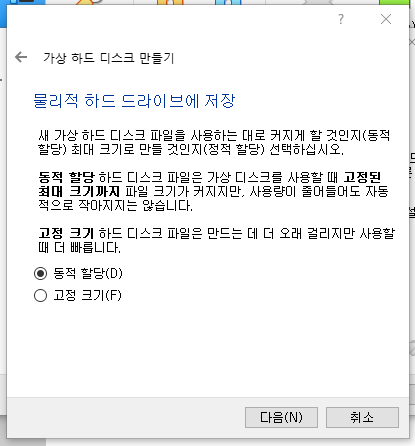 ?
가상 하드 디스크 만들기
물리적 하드 드라이브에 저장
새 가상 하드 디스크 파일을 사용하는 대로 커지게 할 것인지(동적
할당) 최대 크기로 만들 것인지(정적 할당) 선택하십시오.
동적 할당 하드 디스크 파일은 가상 디스크를 사용할 때 고정된
최대 크기까지 파일 크기가 커지지만, 사용량이 줄어들어도 자동
적으로 작아지지는 않습니다.
고정 크기 하드 디스크 파일은 만드는 데 더 오래 걸리지만 사용할
때 더 빠릅니다.
동적 할당(D)
고정 크기(F)
다음(N)
취소